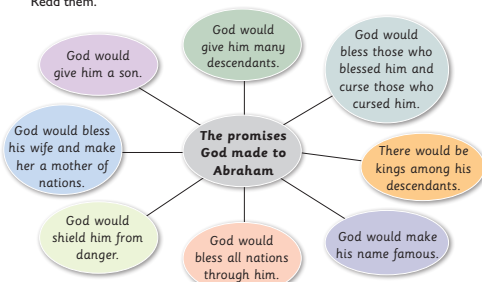 Read them.
God would
give him many
descendants.
God would
bless those who
blessed him and
curse those who
cursed him.
God would
give him a son.
God would bless
his wife and make
her a mother of
nations.
The promises
God made to
Abraham
There would be
kings among his
descendants.
God would
shield him from
danger.
God would
bless all nations
through him.
God would make
his name famous.